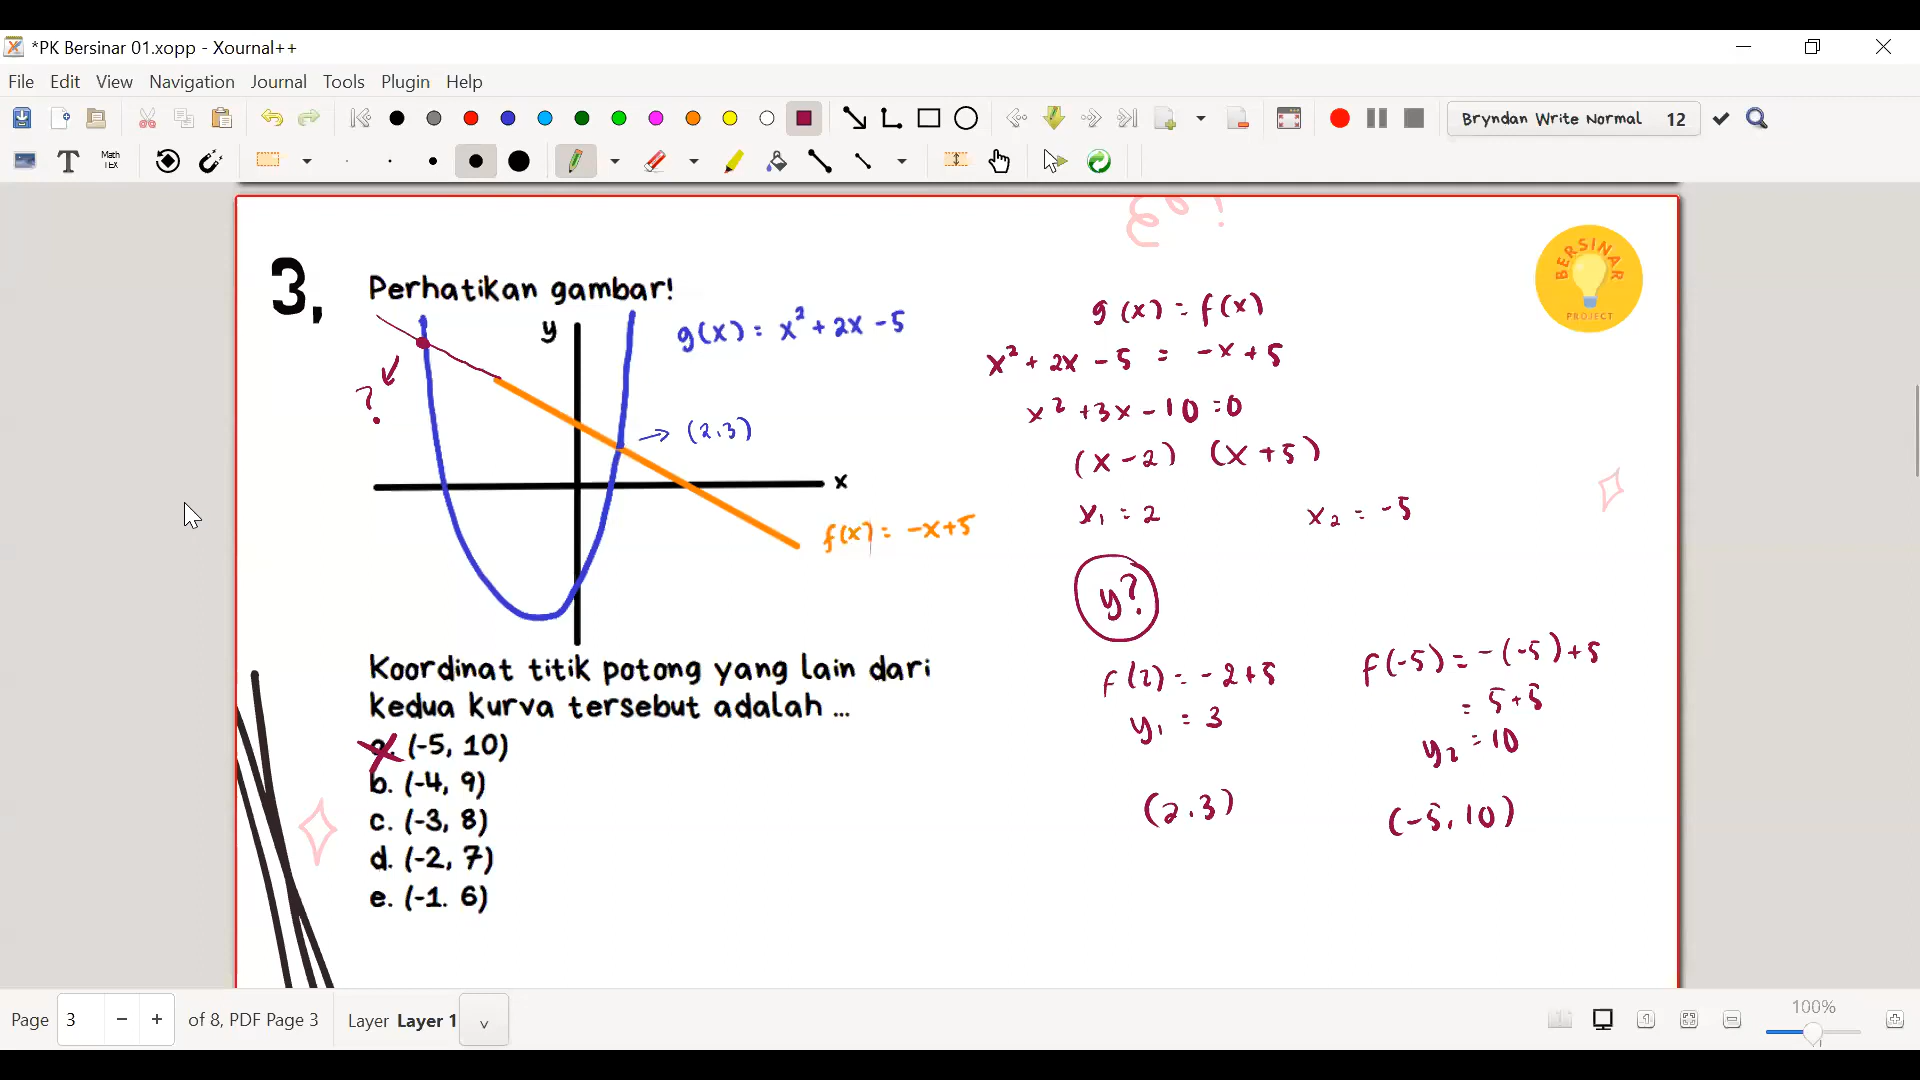 *PK Bersinar 01.xopp - Xournal++
File Edit View Navigation Journal Tools Plugin Help
Bryndan Write Normal 12
T Math TEX
3,
Perhatikan gambar!
y
g(x) = x² + 2x - 5
?
→ (2,3)
x
f(x) = -x+5
Koordinat titik potong yang lain dari
kedua kurva tersebut adalah ...
a. (-5, 10)
b. (-4, 9)
c. (-3, 8)
d. (-2, 7)
e. (-1. 6)
g(x) = f(x)
x² + 2x - 5 = -x + 5
x² + 3x - 10 = 0
(x - 2) (x + 5)
x₁ = 2 x₂ = -5
y?
f(2) = -2+5
y₁ = 3
(2,3)
f(-5) = -(-5)+5
= 5+5
y₂ = 10
(-5, 10)
BERSINAR
PROJECT
Page 3 of 8, PDF Page 3 Layer Layer 1
100%